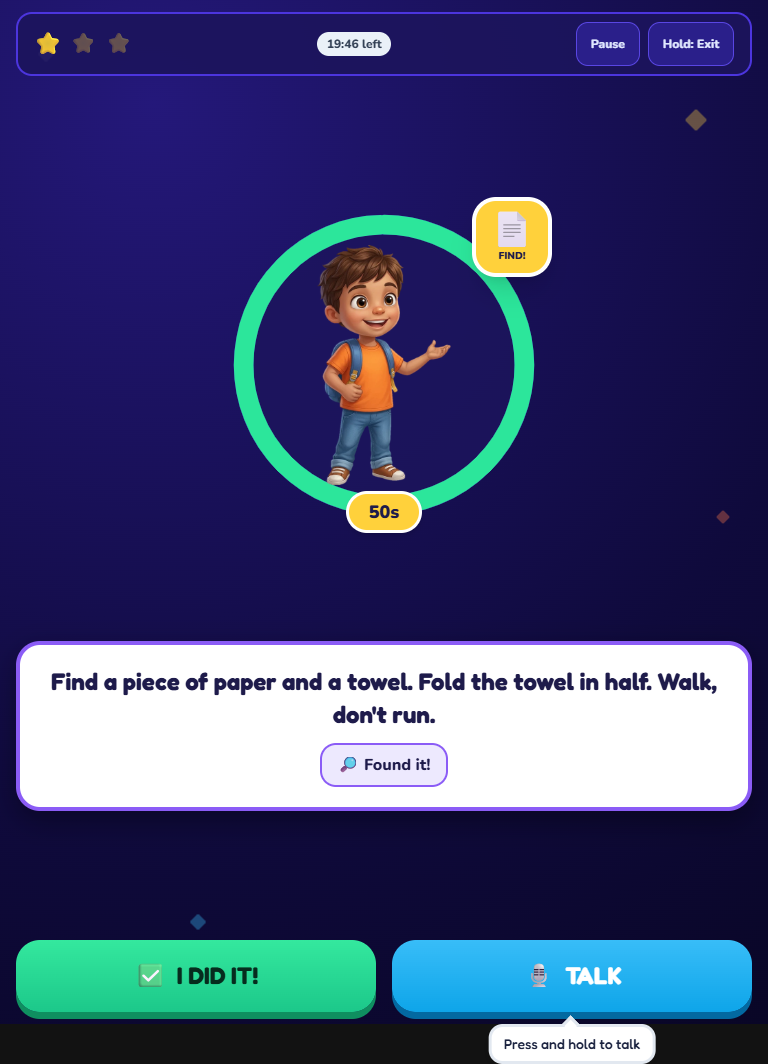 19:46 left
Pause
Hold: Exit
FIND!
50s
Find a piece of paper and a towel. Fold the towel in half. Walk,
don't run.
Found it!
I DID IT!
TALK
Press and hold to talk